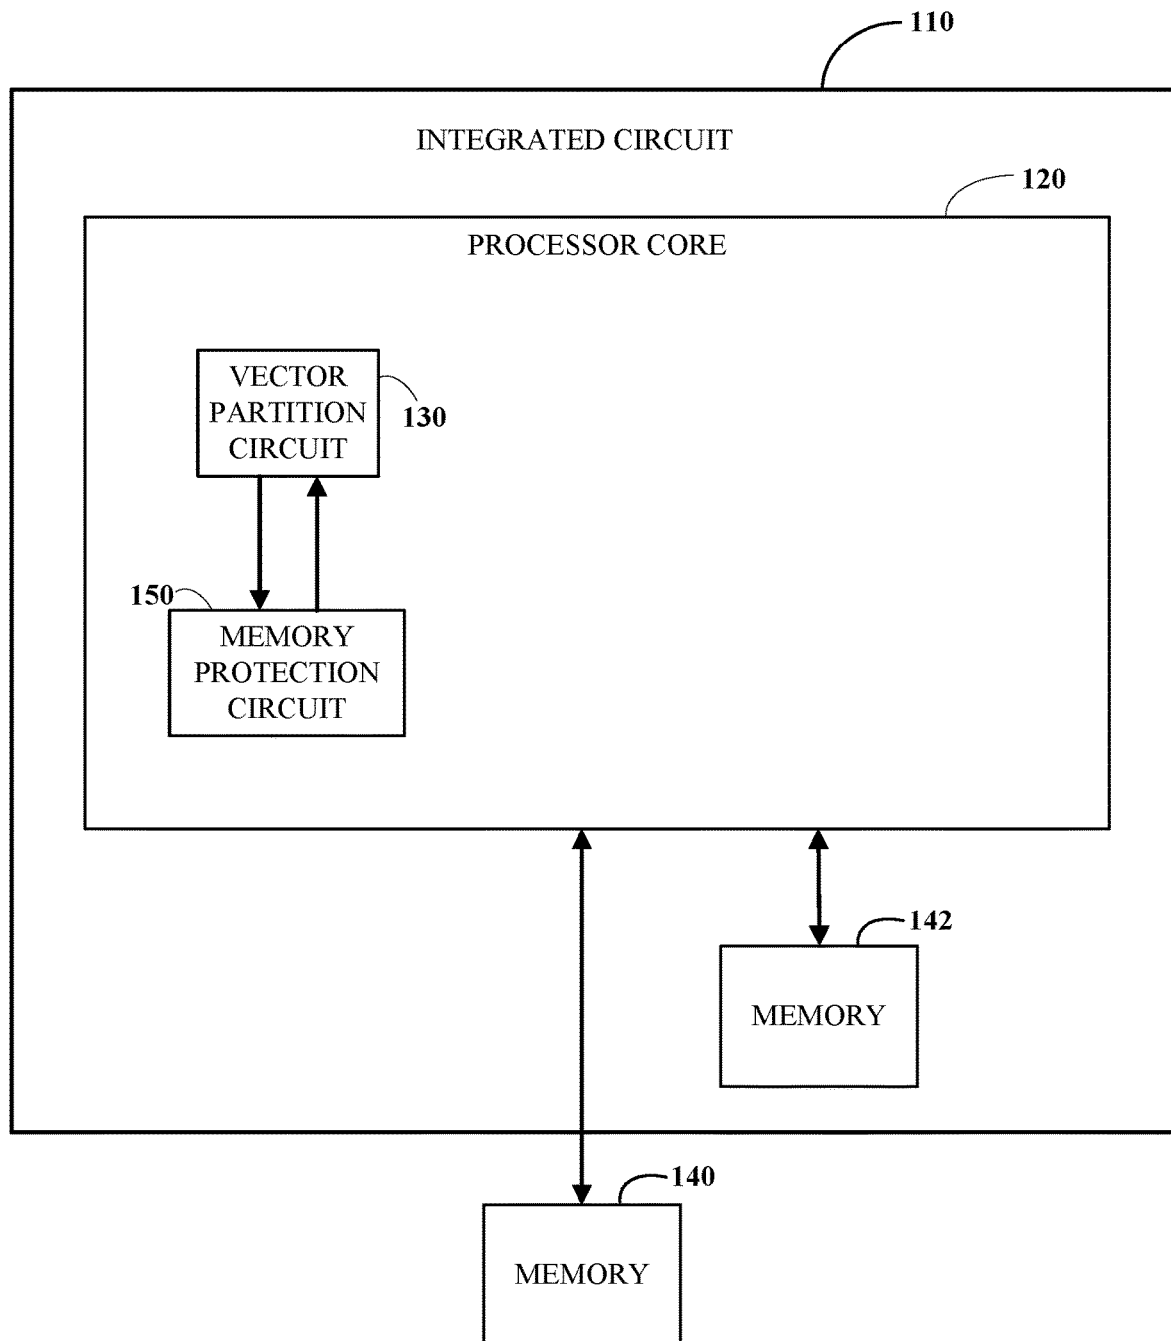 110
INTEGRATED CIRCUIT
120
PROCESSOR CORE
VECTOR
PARTITION
CIRCUIT
130
150
MEMORY
PROTECTION
CIRCUIT
142
MEMORY
140
MEMORY